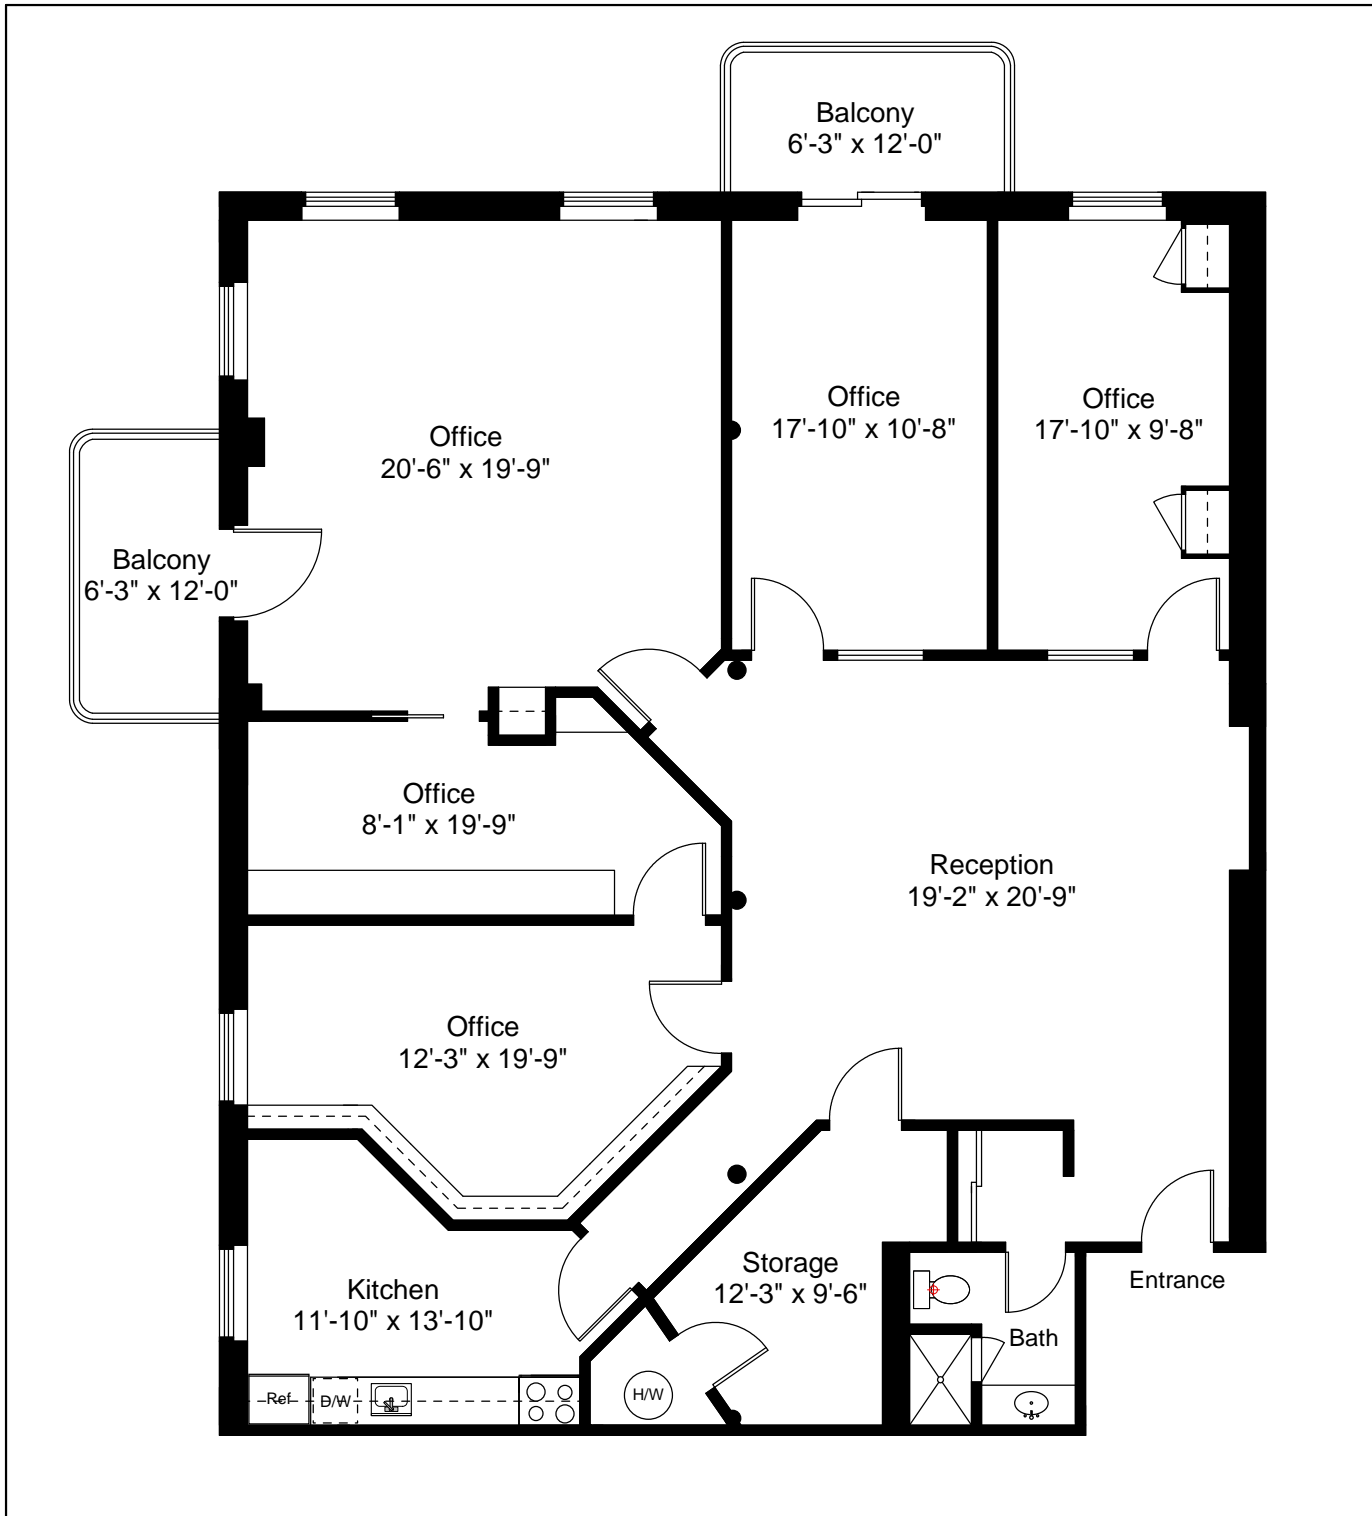 Balcony
6'-3" x 12'-0"
Office
17'-10" x 10'-8"
Office
17'-10" x 9'-8"
Office
20'-6" x 19'-9"
Balcony
6'-3" x 12'-0"
Office
8'-1" x 19'-9"
Reception
19'-2" x 20'-9"
Office
12'-3" x 19'-9"
Storage
12'-3" x 9'-6"
Entrance
Kitchen
11'-10" x 13'-10"
Bath
Ref
D/W
H/W